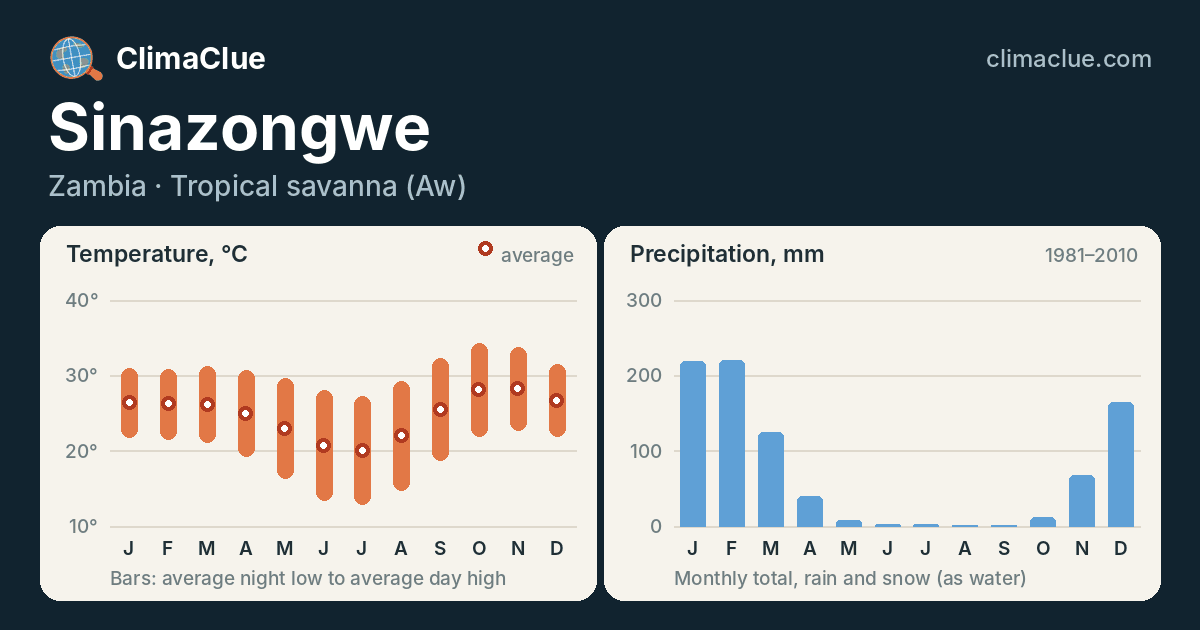 ClimaClue
climaclue.com
Sinazongwe
Zambia · Tropical savanna (Aw)
Temperature, °C
average
40°
30°
20°
10°
J F M A M J J A S O N D
Bars: average night low to average day high
Precipitation, mm
1981–2010
300
200
100
0
J F M A M J J A S O N D
Monthly total, rain and snow (as water)